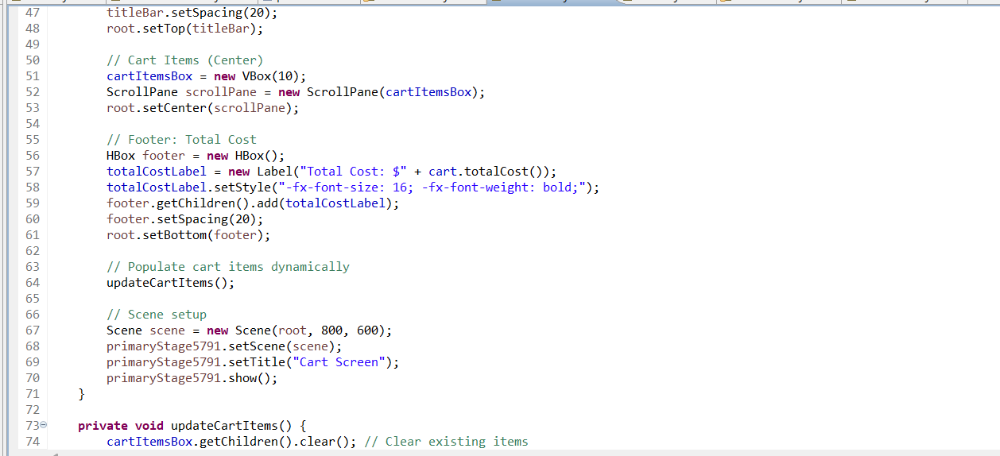 47 titleBar.setSpacing(20);
48 root.setTop(titleBar);
49
50 // Cart Items (Center)
51 cartItemsBox = new VBox(10);
52 ScrollPane scrollPane = new ScrollPane(cartItemsBox);
53 root.setCenter(scrollPane);
54
55 // Footer: Total Cost
56 HBox footer = new HBox();
57 totalCostLabel = new Label("Total Cost: $" + cart.totalCost());
58 totalCostLabel.setStyle("-fx-font-size: 16; -fx-font-weight: bold;");
59 footer.getChildren().add(totalCostLabel);
60 footer.setSpacing(20);
61 root.setBottom(footer);
62
63 // Populate cart items dynamically
64 updateCartItems();
65
66 // Scene setup
67 Scene scene = new Scene(root, 800, 600);
68 primaryStage5791.setScene(scene);
69 primaryStage5791.setTitle("Cart Screen");
70 primaryStage5791.show();
71 }
72
73 private void updateCartItems() {
74 cartItemsBox.getChildren().clear(); // Clear existing items